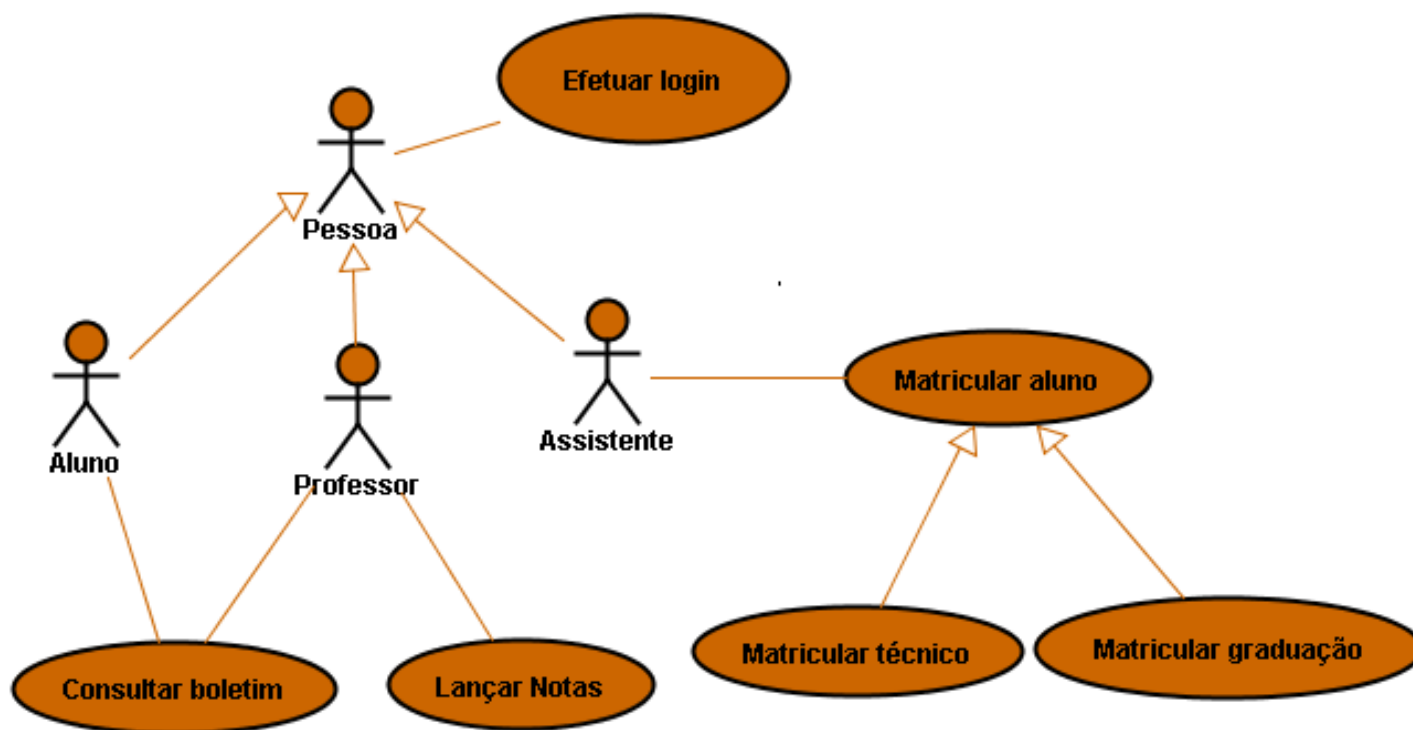 Efetuar login
Pessoa
Matricular aluno
Assistente
Aluno
Professor
Matricular técnico
Matricular graduação
Consultar boletim
Lançar Notas